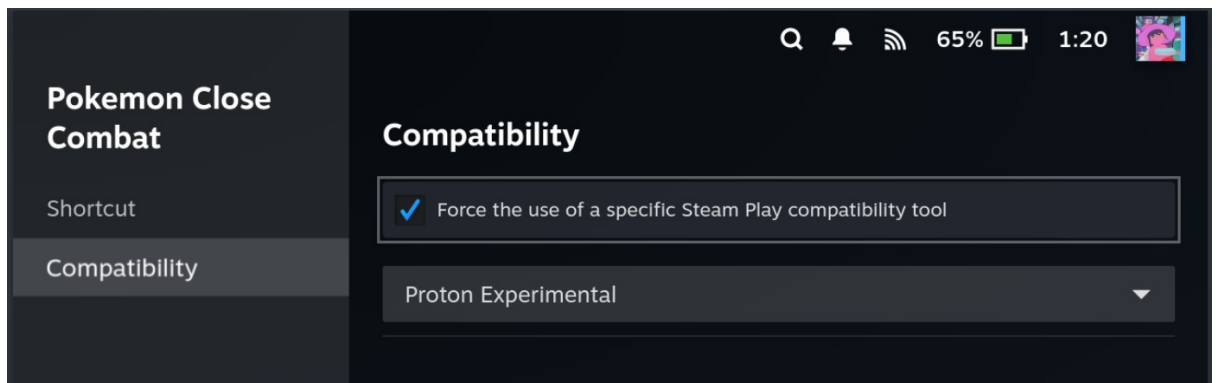 65% 1:20
Pokemon Close
Combat
Shortcut
Compatibility
Compatibility
Force the use of a specific Steam Play compatibility tool
Proton Experimental